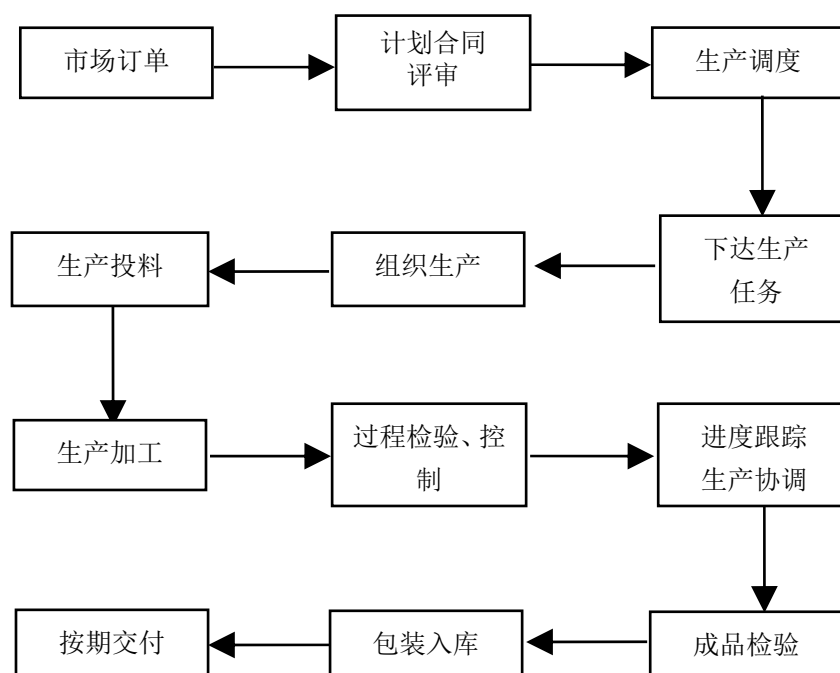 市场订单
计划合同
评审
生产调度
下达生产
任务
组织生产
生产投料
生产加工
过程检验、控
制
进度跟踪
生产协调
成品检验
包装入库
按期交付